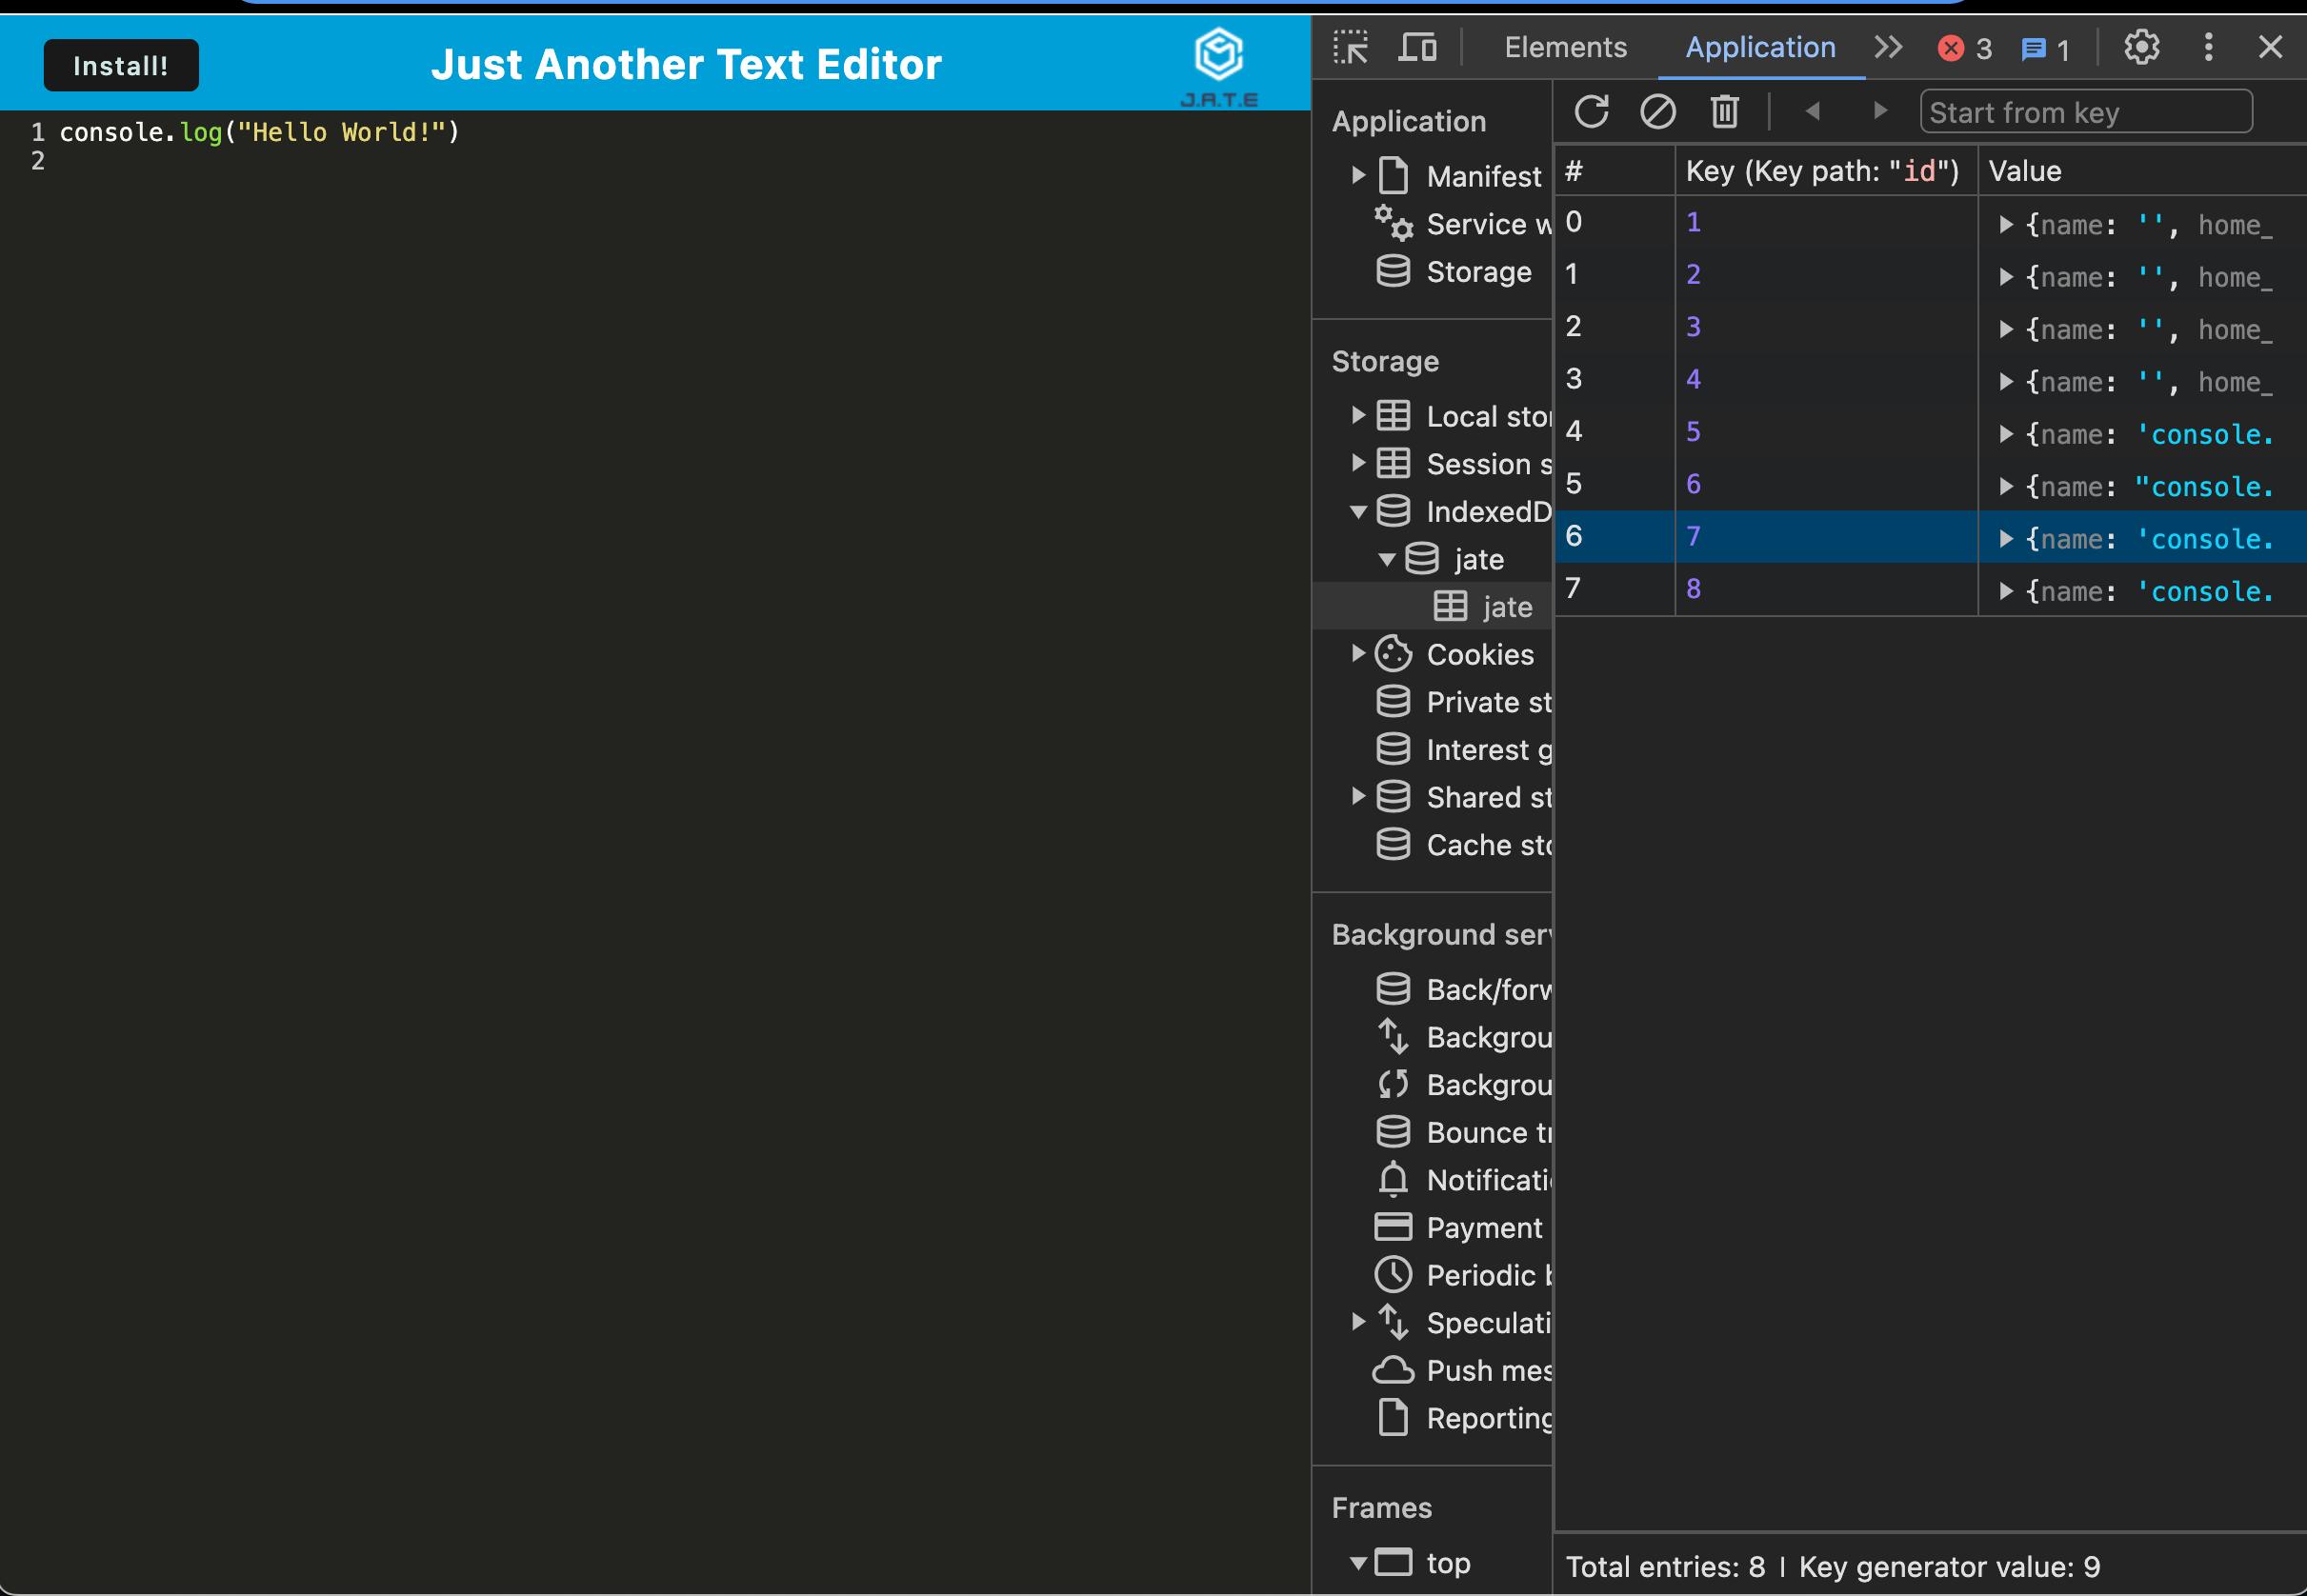 Install!
Just Another Text Editor
J.A.T.E
1 console.log("Hello World!")
2
Elements
Application
3
1
Application
Manifest
Service w
Storage
Storage
Local stor
Session s
IndexedD
jate
jate
Cookies
Private st
Interest g
Shared st
Cache sto
Background serv
Back/forw
Backgrou
Backgrou
Bounce tr
Notificatio
Payment
Periodic b
Speculati
Push mes
Reporting
Frames
top
Start from key
# Key (Key path: "id") Value
0 1 {name: '', home_
1 2 {name: '', home_
2 3 {name: '', home_
3 4 {name: '', home_
4 5 {name: 'console.
5 6 {name: "console.
6 7 {name: 'console.
7 8 {name: 'console.
Total entries: 8 | Key generator value: 9